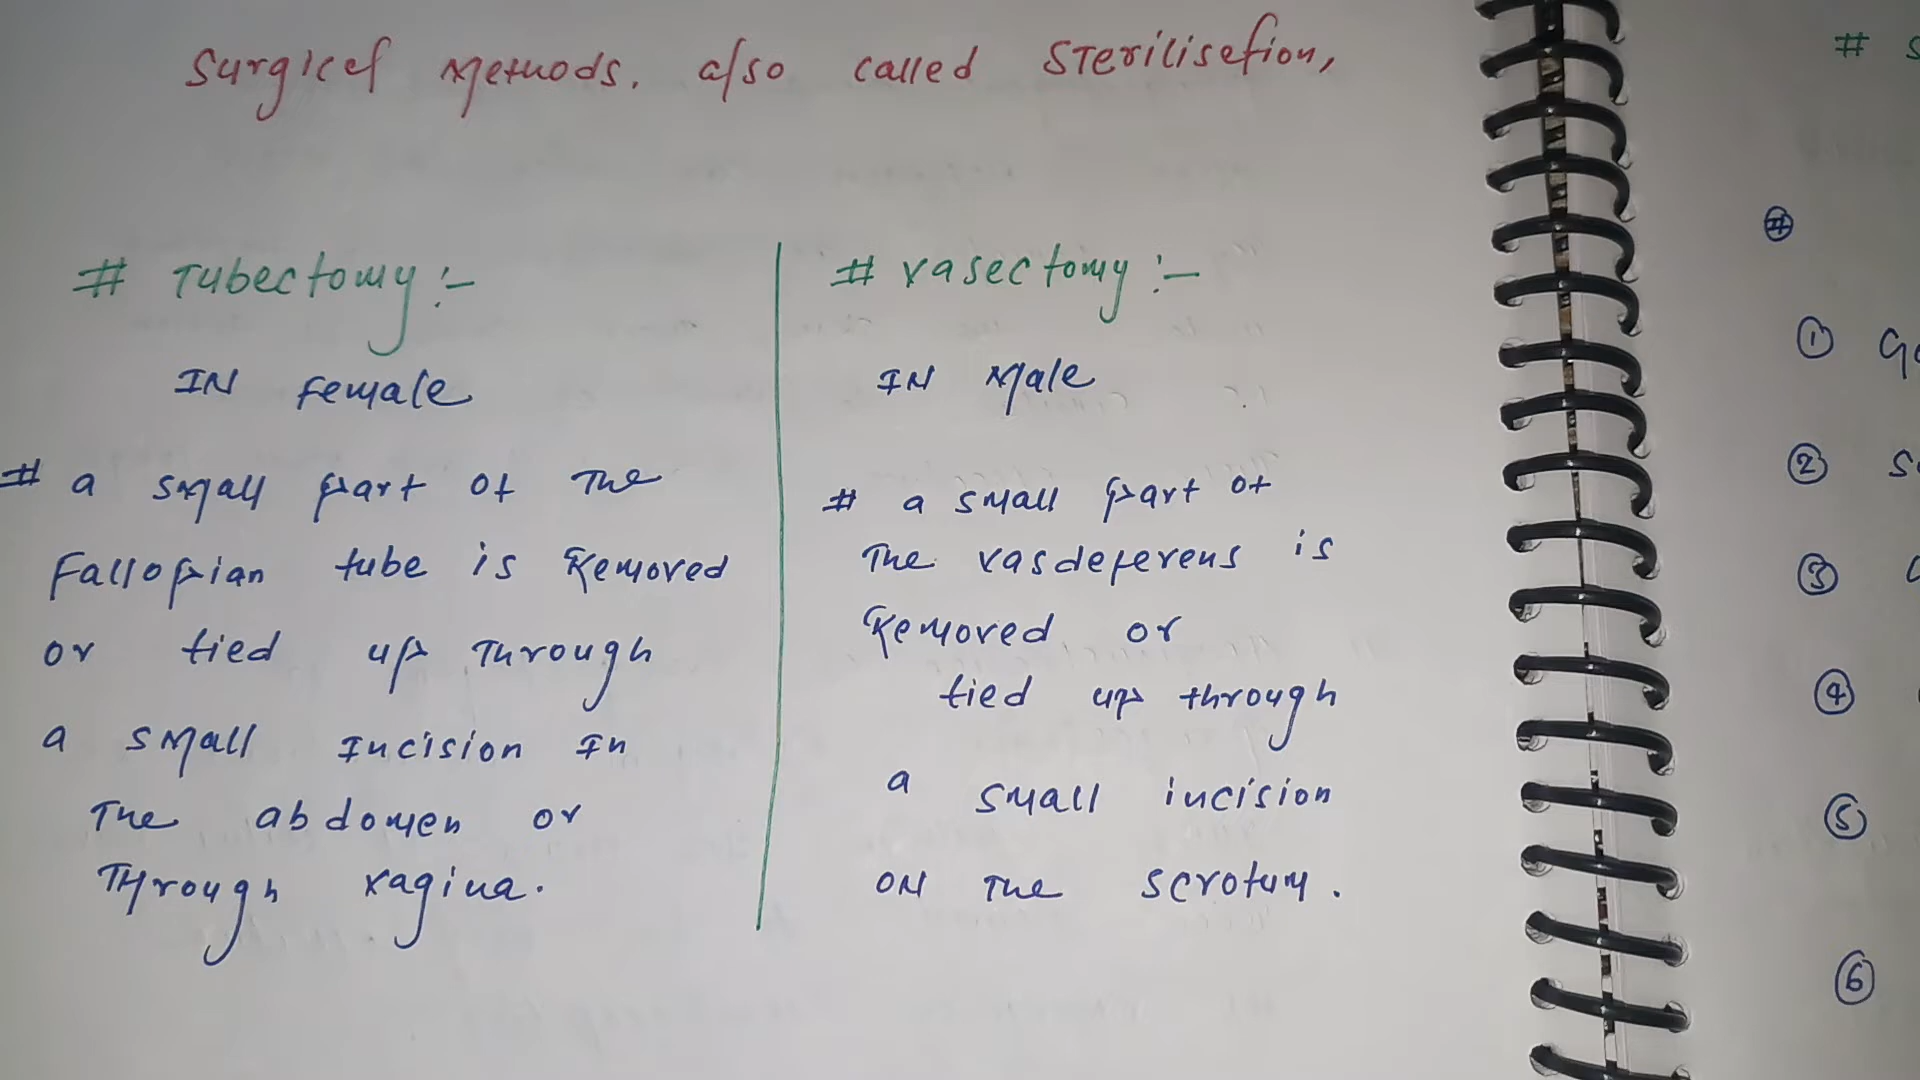 Surgical Methods. also called Sterilisation,
# Tubectomy :-
IN female
# a small part of the
Fallopian tube is Removed
or tied up Through
a small Incision In
The abdomen or
Through vagina.
# vasectomy :-
IN Male
# a small part of
The vasdeferens is
Removed or
tied up through
a small incision
ON The scrotum.
# S
#
①
②
③
④
⑤
⑥